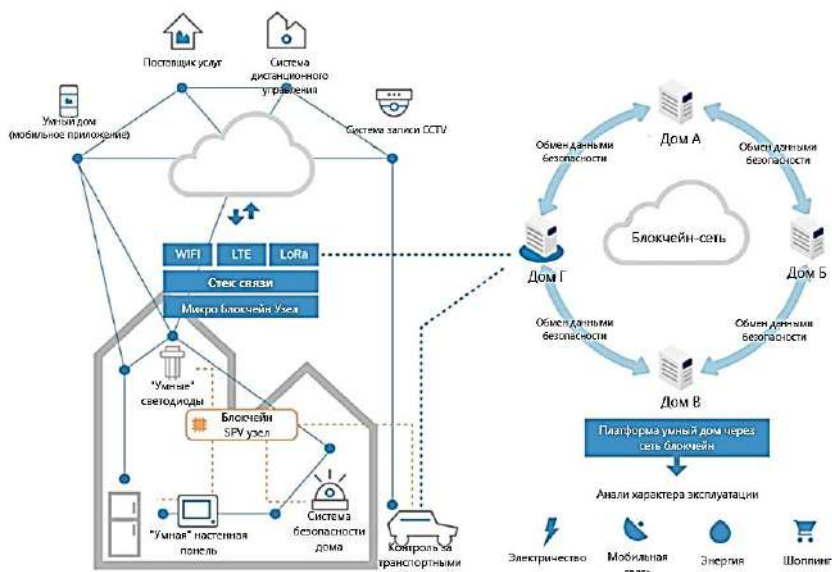 Поставщик услуг
Система
дистанционного
управления
Умный дом
(мобильное приложение)
Система записи CCTV
WIFI
LTE
LoRa
Стек связи
Микро Блокчейн Узел
"Умные"
светодиоды
Блокчейн
SPV узел
"Умная" настенная
панель
Система
безопасности
дома
Контроль за
транспортными
Дом А
Обмен данными
безопасности
Обмен данными
безопасности
Блокчейн-сеть
Дом Г
Дом Б
Обмен данными
безопасности
Обмен данными
безопасности
Дом В
Платформа умный дом через
сеть блокчейн
Анали характера эксплуатации
Электричество
Мобильная
Энергия
Шоппинг